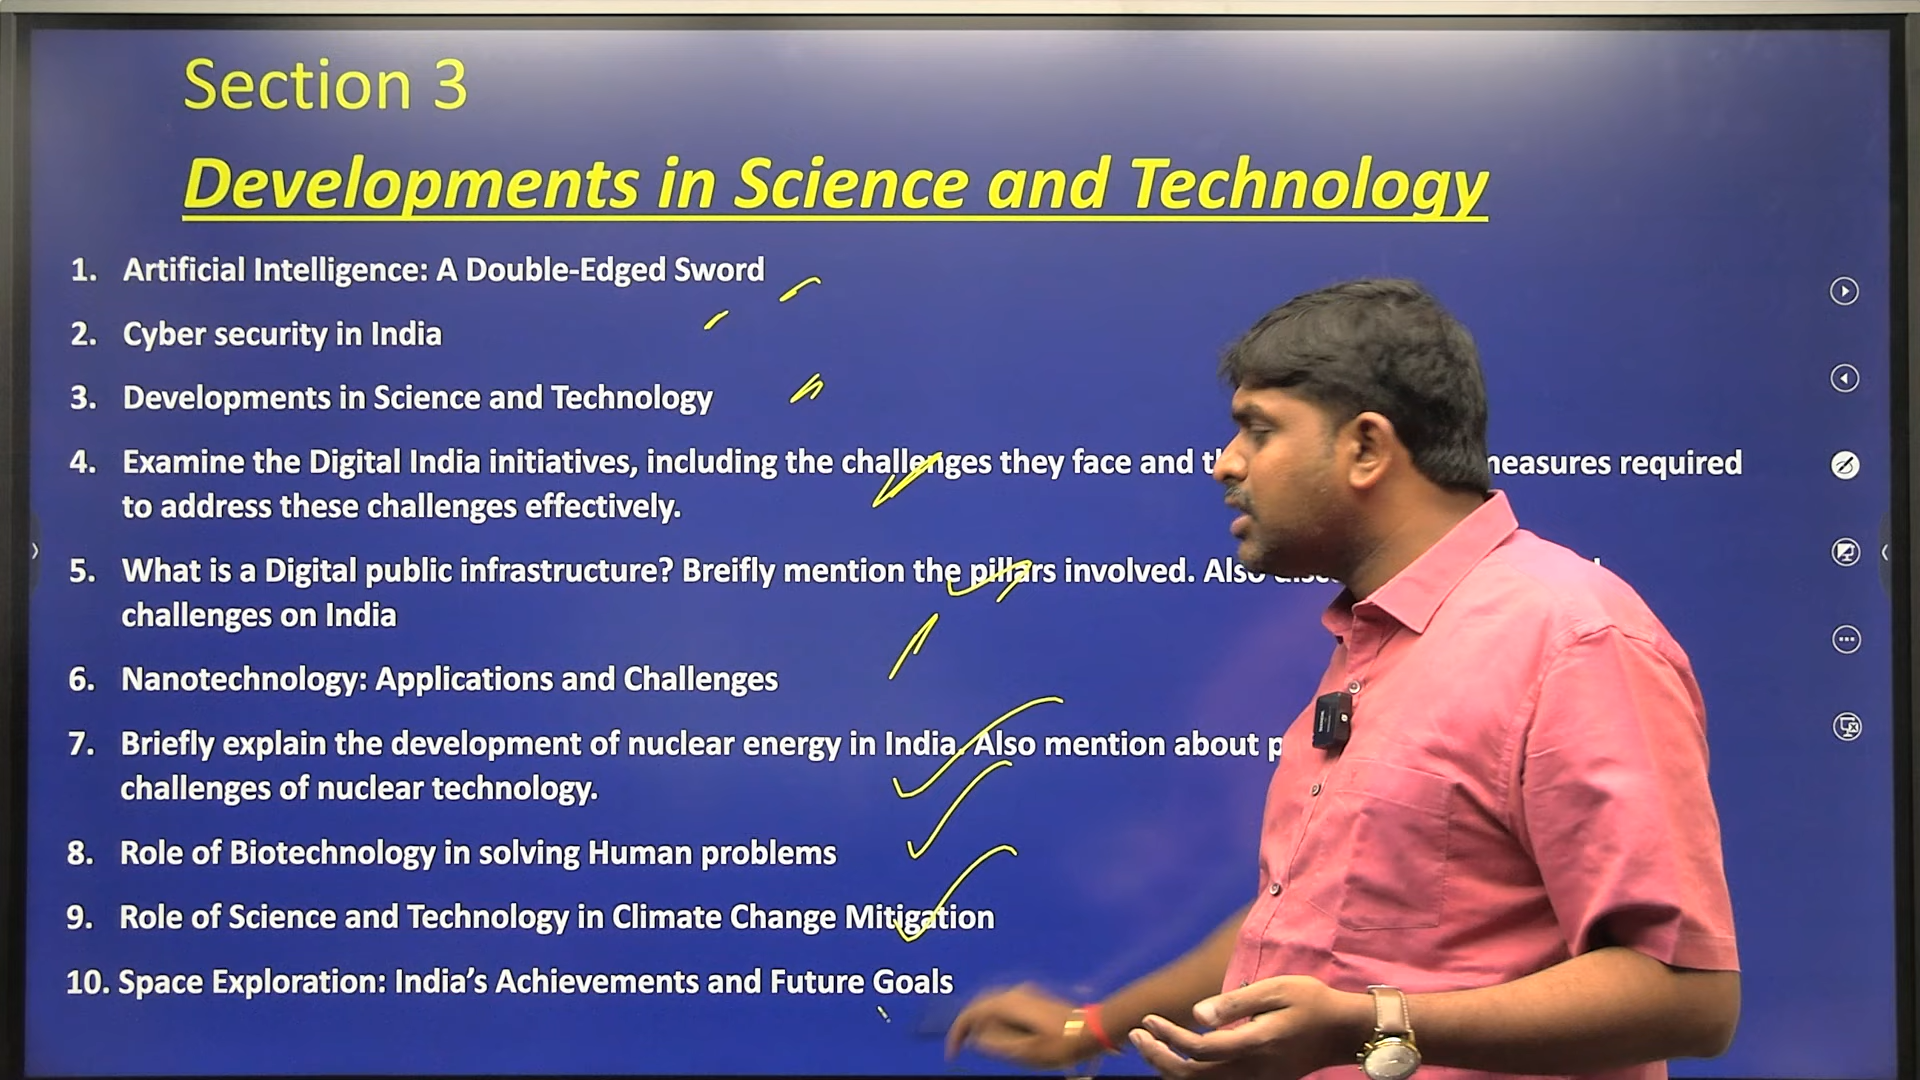 Section 3
Developments in Science and Technology
1. Artificial Intelligence: A Double-Edged Sword
2. Cyber security in India
3. Developments in Science and Technology
4. Examine the Digital India initiatives, including the challenges they face and required
to address these challenges effectively.
5. What is a Digital public infrastructure? Breifly mention the pillars involved. Also
challenges on India
6. Nanotechnology: Applications and Challenges
7. Briefly explain the development of nuclear energy in India. Also mention about
challenges of nuclear technology.
8. Role of Biotechnology in solving Human problems
9. Role of Science and Technology in Climate Change Mitigation
10. Space Exploration: India's Achievements and Future Goals